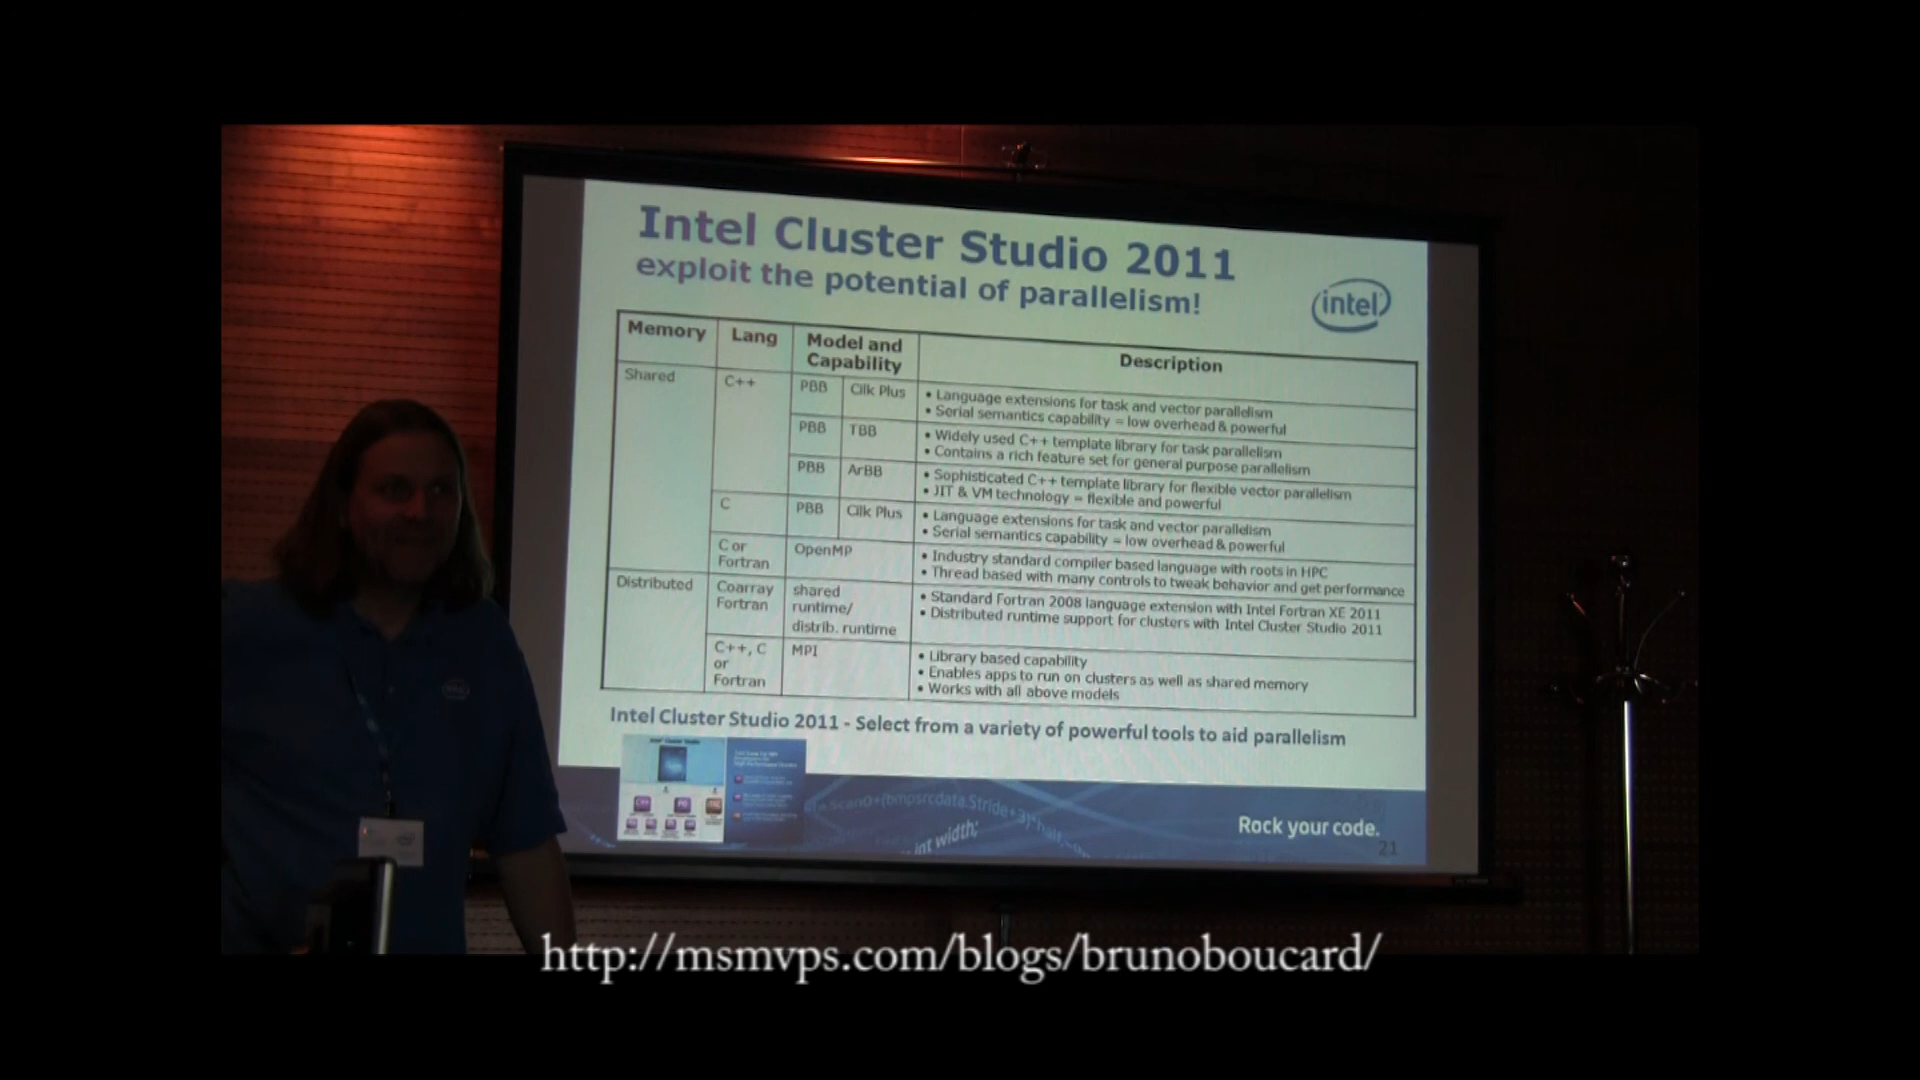 Intel Cluster Studio 2011
exploit the potential of parallelism!
intel
Memory Lang Model and Capability Description
Shared C++ PBB Cilk Plus
• Language extensions for task and vector parallelism
• Serial semantics capability = low overhead & powerful
PBB TBB
• Widely used C++ template library for task parallelism
• Contains a rich feature set for general purpose parallelism
PBB ArBB
• Sophisticated C++ template library for flexible vector parallelism
• JIT & VM technology = flexible and powerful
C PBB Cilk Plus
• Language extensions for task and vector parallelism
• Serial semantics capability = low overhead & powerful
C or Fortran OpenMP
• Industry standard compiler based language with roots in HPC
• Thread based with many controls to tweak behavior and get performance
Distributed Coarray Fortran shared runtime/ distrib. runtime
• Standard Fortran 2008 language extension with Intel Fortran XE 2011
• Distributed runtime support for clusters with Intel Cluster Studio 2011
C++, C or Fortran MPI
• Library based capability
• Enables apps to run on clusters as well as shared memory
• Works with all above models
Intel Cluster Studio 2011 - Select from a variety of powerful tools to aid parallelism
int width;
Rock your code.
21
http://msmvps.com/blogs/brunoboucard/